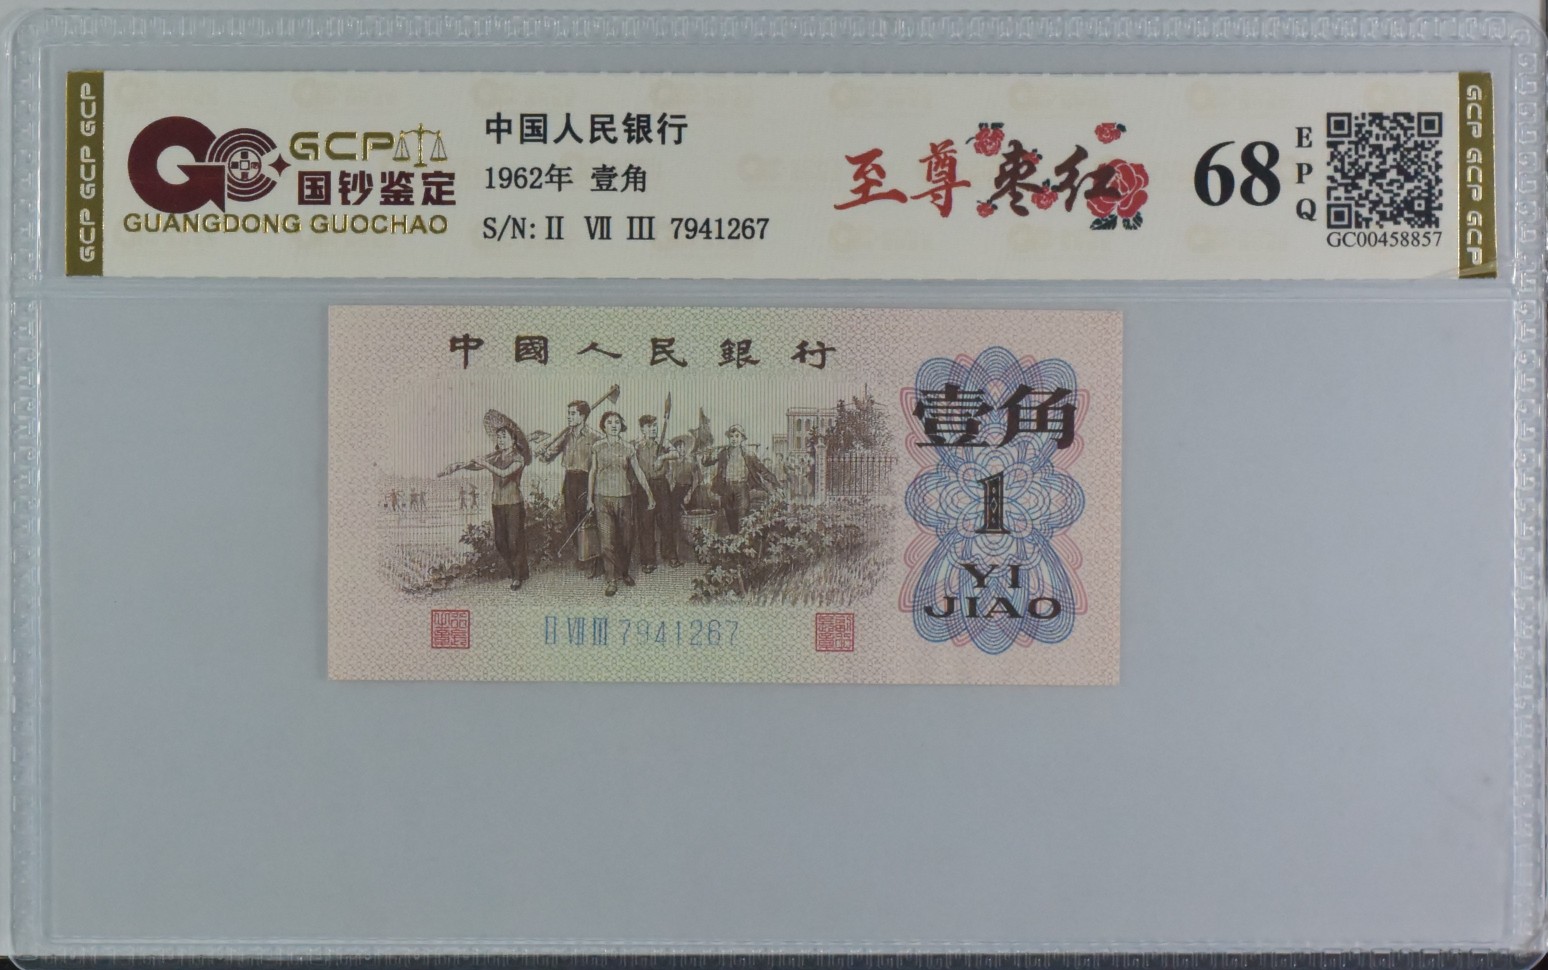 GCP GCP GCP
GCP
国钞鉴定
GUANGDONG GUOCHAO
中国人民银行
1962年 壹角
S/N: II VII III 7941267
至尊枣红
68
EPQ
GC00458857
GCP GCP GCP
中國人民銀行
壹角
1
YI
JIAO
II VII III 7941267